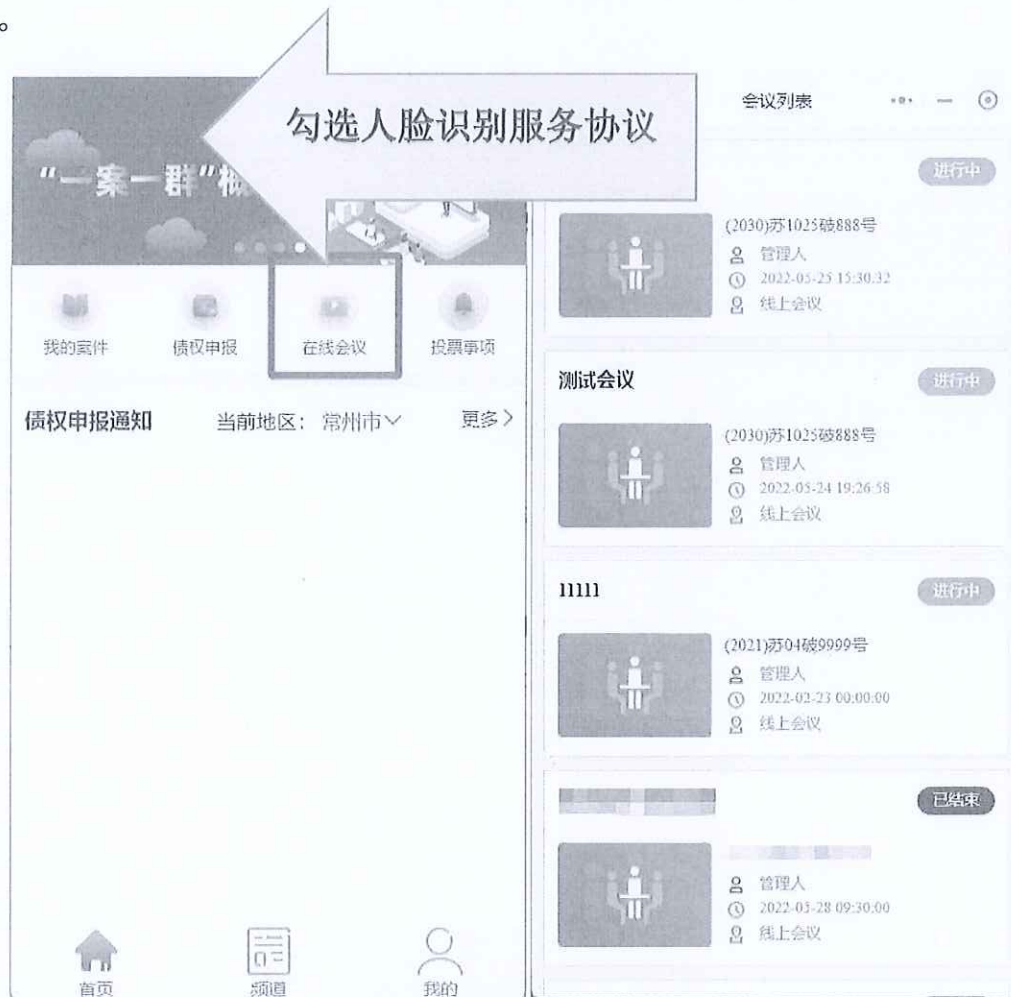 。
勾选人脸识别服务协议
"一案一群"
我的案件
债权申报
在线会议
投票事项
债权申报通知
当前地区：常州市
更多
首页
频道
我的
会议列表
进行中
(2030)苏1025破888号
管理人
2022-05-25 15:30:32
线上会议
测试会议
进行中
(2030)苏1025破888号
管理人
2022-05-24 19:26:58
线上会议
11111
进行中
(2021)苏04破9999号
管理人
2022-02-23 00:00:00
线上会议
已结束
管理人
2022-05-28 09:30:00
线上会议